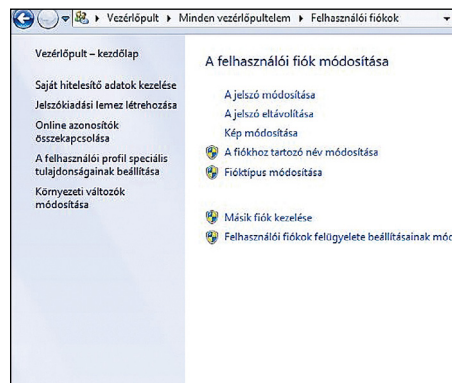 Vezérlőpult Minden vezérlőpultelem Felhasználói fiókok
Vezérlőpult – kezdőlap
Saját hitelesítő adatok kezelése
Jelszókiadási lemez létrehozása
Online azonosítók
összekapcsolása
A felhasználói profil speciális
tulajdonságainak beállítása
Környezeti változók
módosítása
A felhasználói fiók módosítása
A jelszó módosítása
A jelszó eltávolítása
Kép módosítása
A fiókhoz tartozó név módosítása
Fióktípus módosítása
Másik fiók kezelése
Felhasználói fiókok felügyelete beállításainak mód